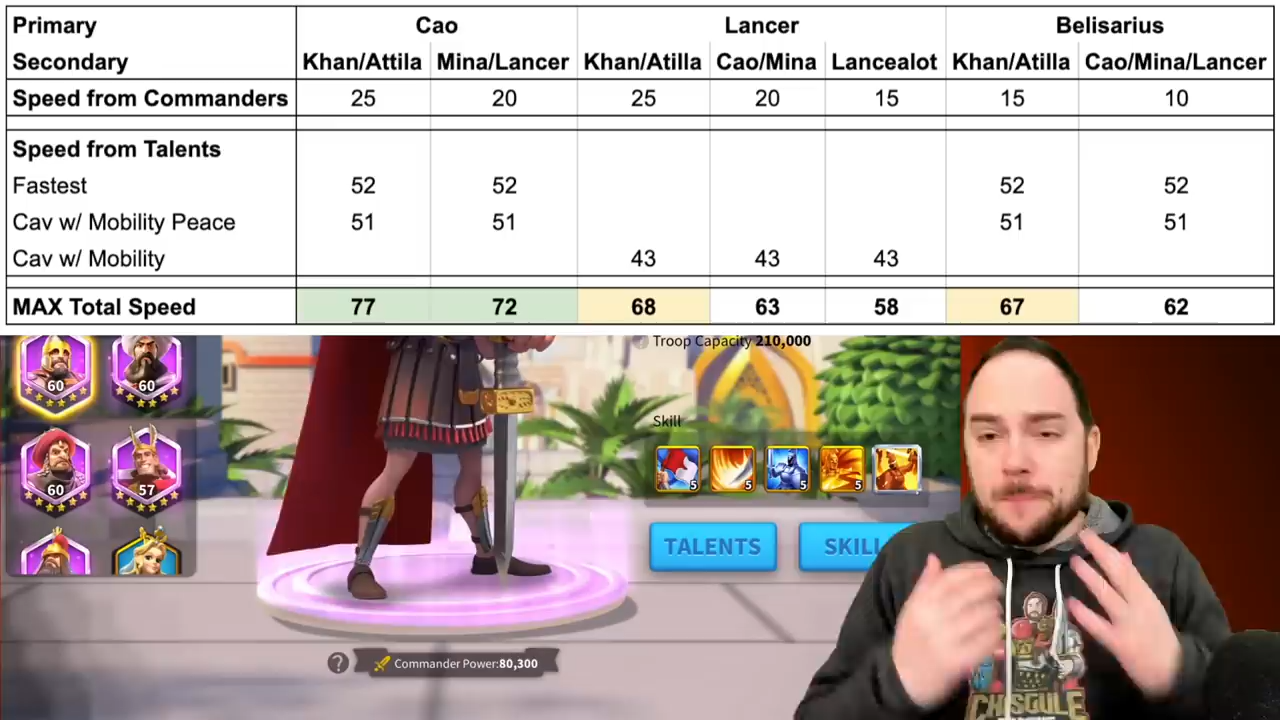 Primary Cao Lancer Belisarius
Secondary Khan/Attila Mina/Lancer Khan/Atilla Cao/Mina Lancealot Khan/Atilla Cao/Mina/Lancer
Speed from Commanders 25 20 25 20 15 15 10
Speed from Talents
Fastest 52 52 52 52
Cav w/ Mobility Peace 51 51 51 51
Cav w/ Mobility 43 43 43
MAX Total Speed 77 72 68 63 58 67 62
Troop Capacity 210,000
60 60
Skill
5 5 5 5
60 57
TALENTS SKILL
Commander Power:80,300
? 
CHISGULE